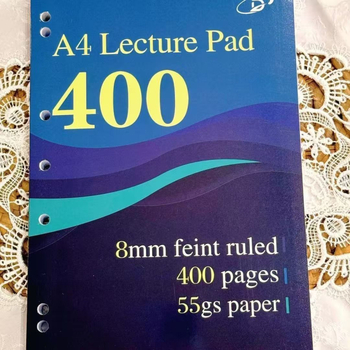 A4 Lecture Pad
400
8mm feint ruled
400 pages
55gs paper